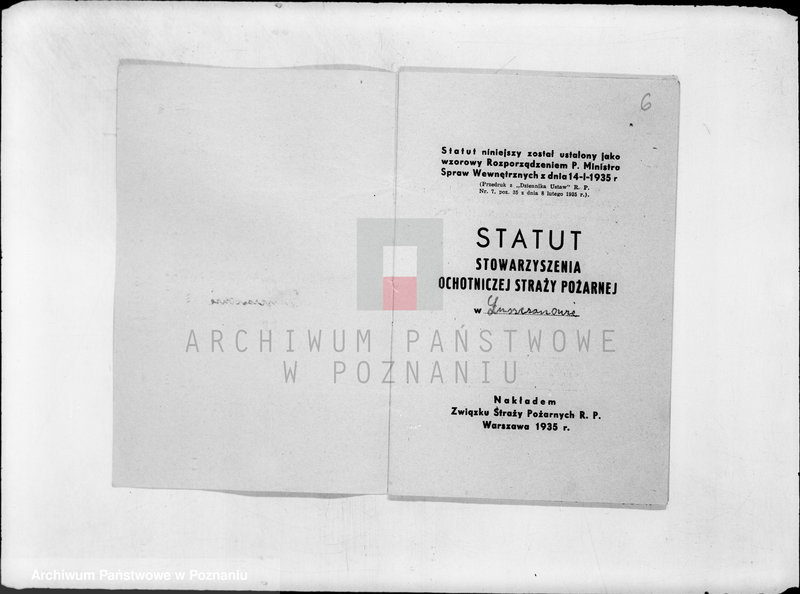 6
Statut niniejszy został ustalony jako
wzorowy Rozporządzeniem P. Ministra
Spraw Wewnętrznych z dnia 14-I-1935 r
(Przedruk z „Dziennika Ustaw" R. P.
Nr. 7, poz. 35 z dnia 8 lutego 1935 r.).
STATUT
STOWARZYSZENIA
OCHOTNICZEJ STRAŻY POŻARNEJ
w Łuszczanowie
ARCHIWUM PAŃSTWOWE
W POZNANIU
Nakładem
Związku Straży Pożarnych R. P.
Warszawa 1935 r.
Archiwum Państwowe w Poznaniu